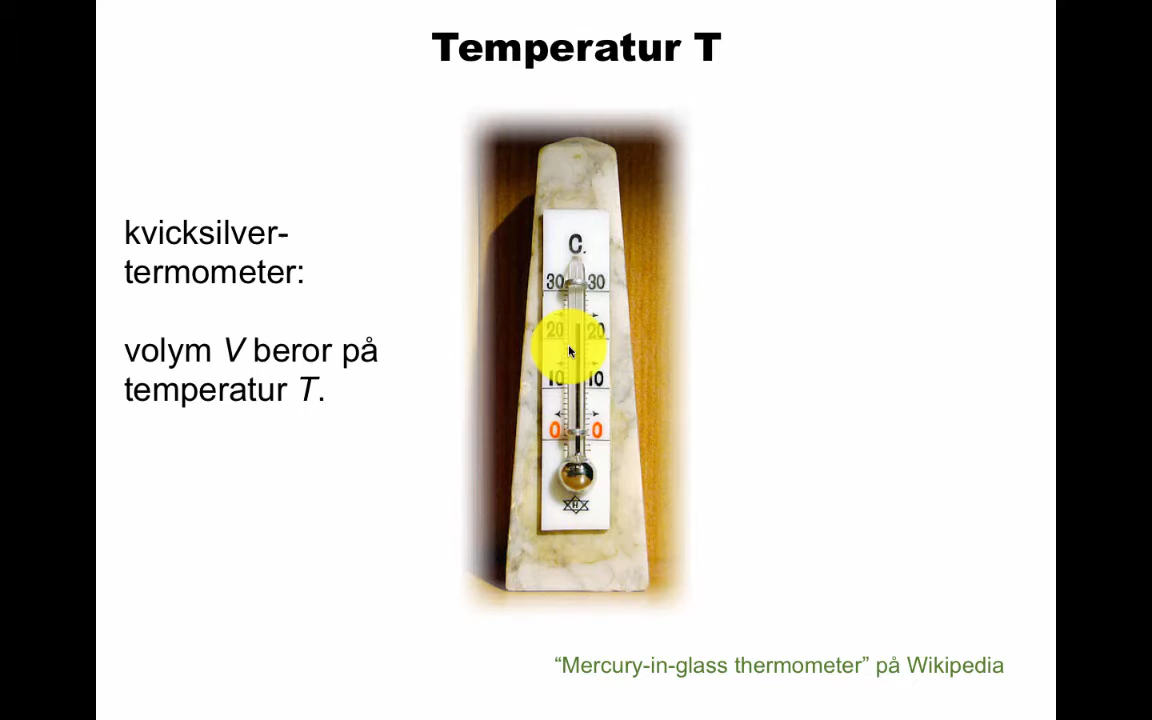 Temperatur T
kvicksilver-
termometer:
volym V beror på
temperatur T.
C.
30 30
20 20
10 10
0 0
H
“Mercury-in-glass thermometer” på Wikipedia